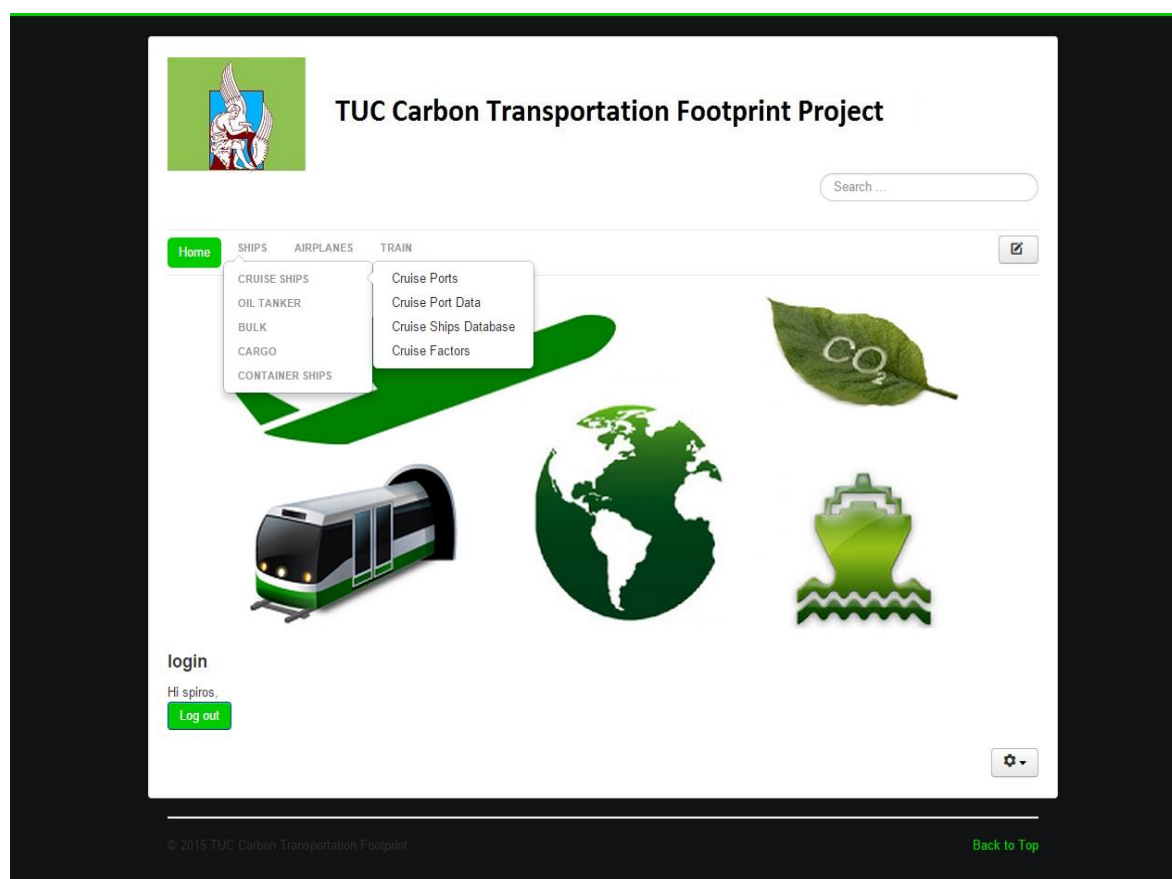 TUC Carbon Transportation Footprint Project
Search ...
Home SHIPS AIRPLANES TRAIN
CRUISE SHIPS
OIL TANKER
BULK
CARGO
CONTAINER SHIPS
Cruise Ports
Cruise Port Data
Cruise Ships Database
Cruise Factors
CO2
login
Hi spiros,
Log out
© 2015 TUC Carbon Transportation Footprint
Back to Top